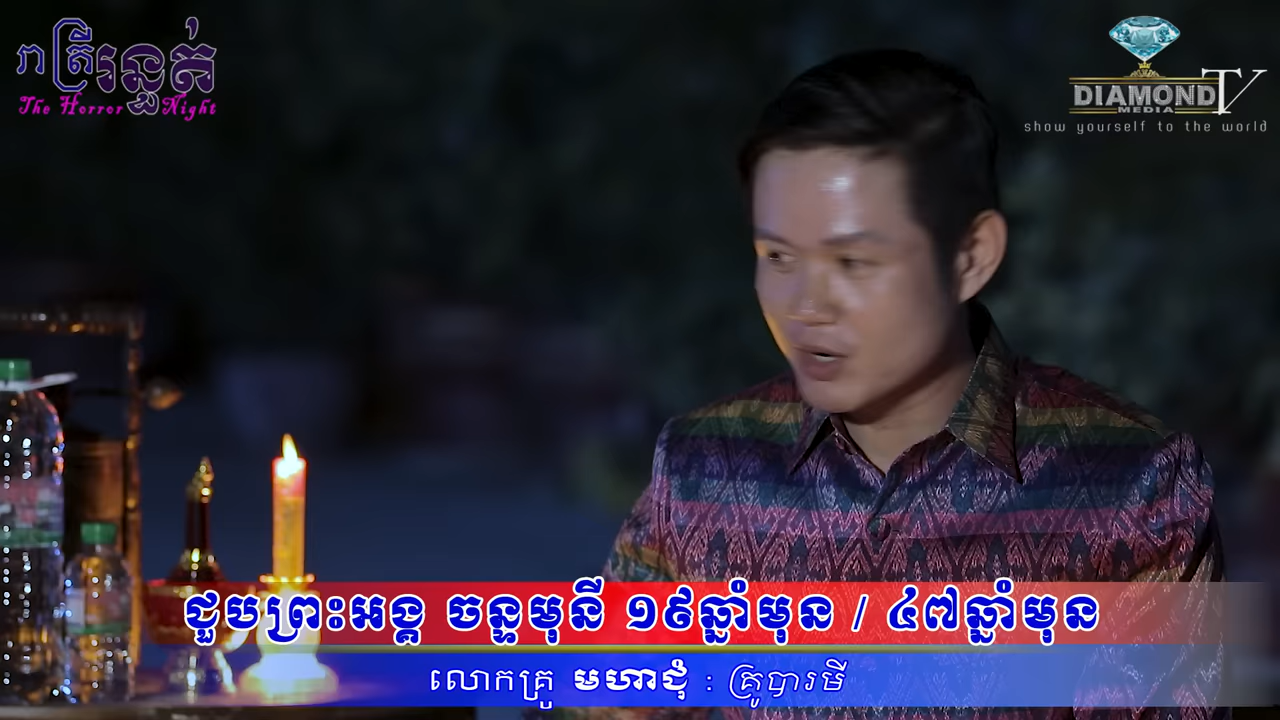 រាត្រីរន្ធត់
The Horror Night
DIAMOND TV
MEDIA
show yourself to the world
ជួបព្រះអង្គ ចន្ទមុនី ១៩ឆ្នាំមុន / ៤៧ឆ្នាំមុន
លោកគ្រូ មហាជុំ : គ្រូបារមី